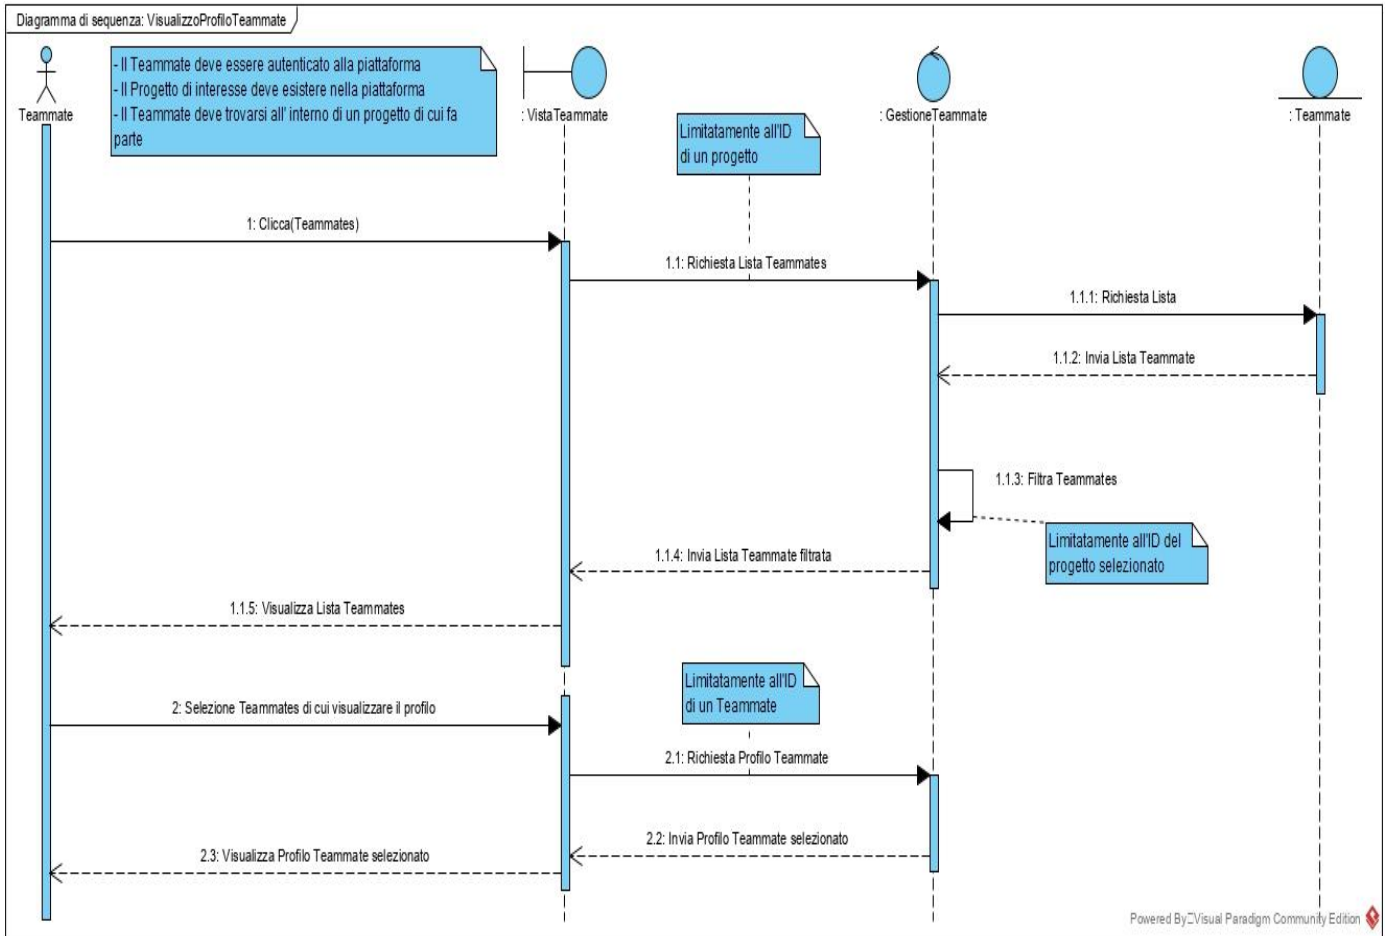 Diagramma di sequenza: VisualizzoProfiloTeammate
Teammate
- Il Teammate deve essere autenticato alla piattaforma
- Il Progetto di interesse deve esistere nella piattaforma
- Il Teammate deve trovarsi all' interno di un progetto di cui fa
parte
: VistaTeammate
: GestioneTeammate
: Teammate
Limitatamente all'ID
di un progetto
1: Clicca(Teammates)
1.1: Richiesta Lista Teammates
1.1.1: Richiesta Lista
1.1.2: Invia Lista Teammate
1.1.3: Filtra Teammates
Limitatamente all'ID del
progetto selezionato
1.1.4: Invia Lista Teammate filtrata
1.1.5: Visualizza Lista Teammates
Limitatamente all'ID
di un Teammate
2: Selezione Teammates di cui visualizzare il profilo
2.1: Richiesta Profilo Teammate
2.2: Invia Profilo Teammate selezionato
2.3: Visualizza Profilo Teammate selezionato
Powered By Visual Paradigm Community Edition